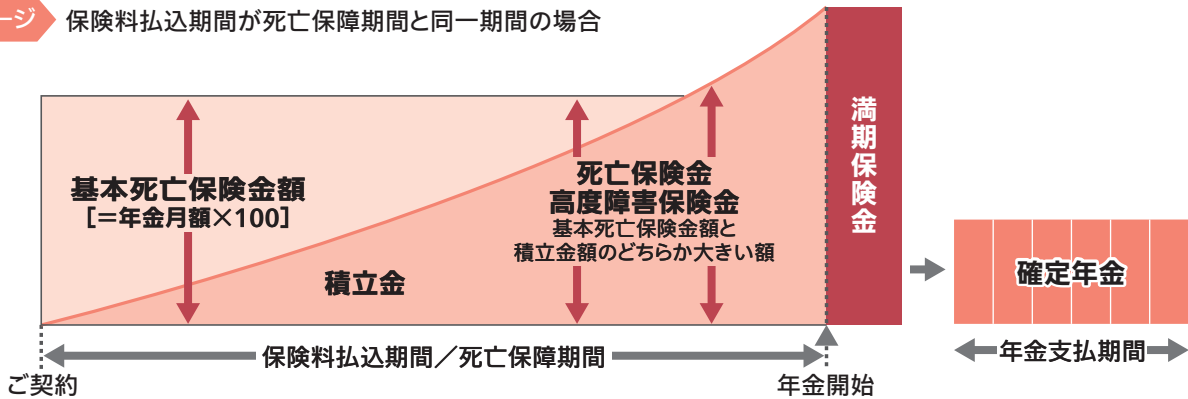 ージ
保険料払込期間が死亡保障期間と同一期間の場合
基本死亡保険金額
[=年金月額×100]
積立金
死亡保険金
高度障害保険金
基本死亡保険金額と
積立金額のどちらか大きい額
満期保険金
確定年金
保険料払込期間／死亡保障期間
年金支払期間
ご契約
年金開始